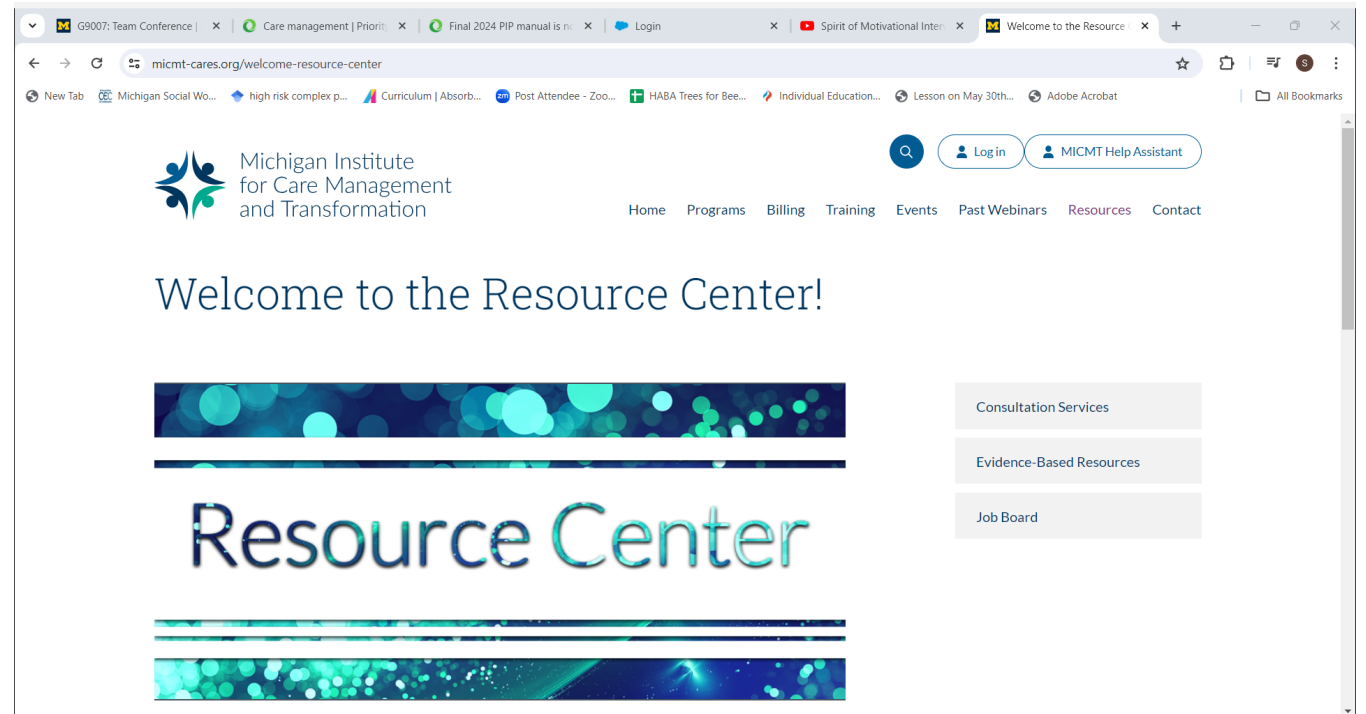 G9007: Team Conference |
Care management | Priority
Final 2024 PIP manual is no
Login
Spirit of Motivational Interv
Welcome to the Resource C
micmt-cares.org/welcome-resource-center
S
New Tab
CEC Michigan Social Wo...
high risk complex p...
Curriculum | Absorb...
zm Post Attendee - Zoo...
HABA Trees for Bee...
Individual Education...
Lesson on May 30th...
Adobe Acrobat
All Bookmarks
Michigan Institute
for Care Management
and Transformation
Log in
MICMT Help Assistant
Home Programs Billing Training Events Past Webinars Resources Contact
Welcome to the Resource Center!
Resource Center
Consultation Services
Evidence-Based Resources
Job Board